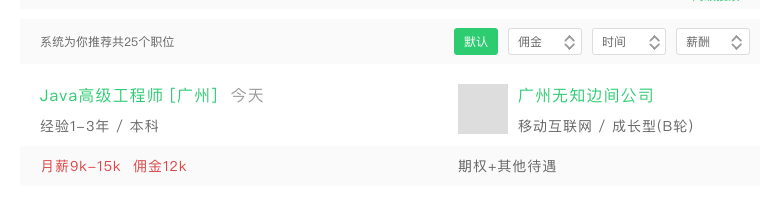 系统为你推荐共25个职位 默认 佣金 时间 薪酬
Java高级工程师 [广州] 今天 广州无知边间公司
经验1-3年 / 本科 移动互联网 / 成长型(B轮)
月薪9k-15k 佣金12k 期权+其他待遇